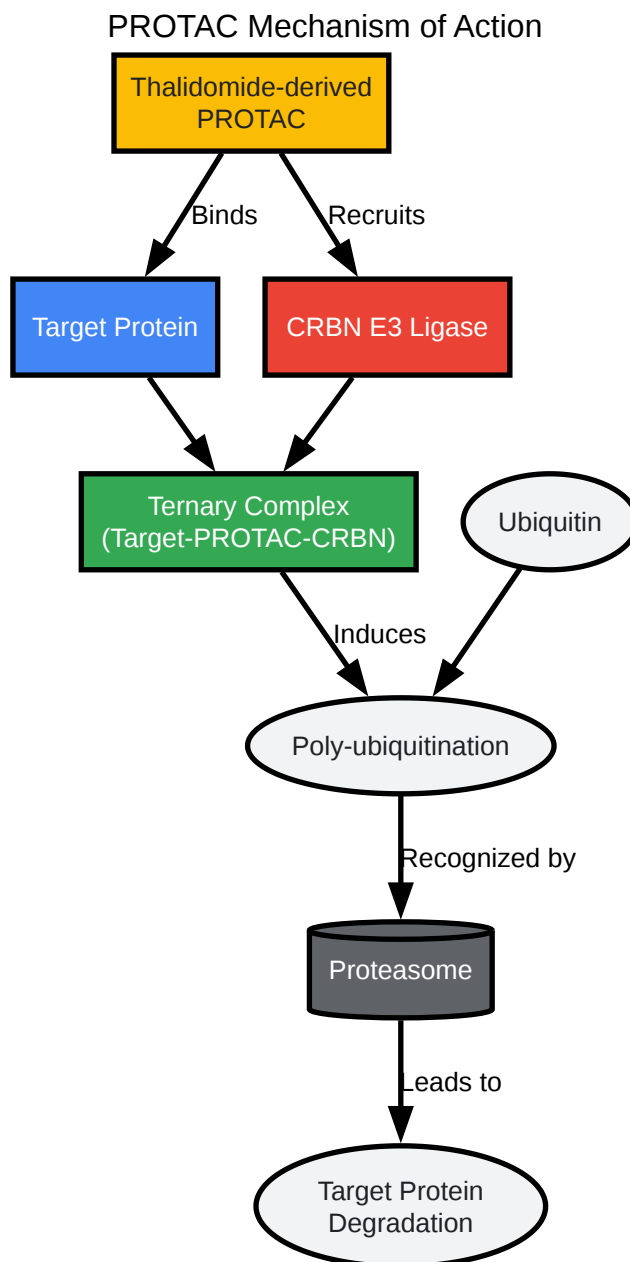 PROTAC Mechanism of Action
Thalidomide-derived
PROTAC
Binds
Recruits
Target Protein
CRBN E3 Ligase
Ternary Complex
(Target-PROTAC-CRBN)
Ubiquitin
Induces
Poly-ubiquitination
Recognized by
Proteasome
Leads to
Target Protein
Degradation